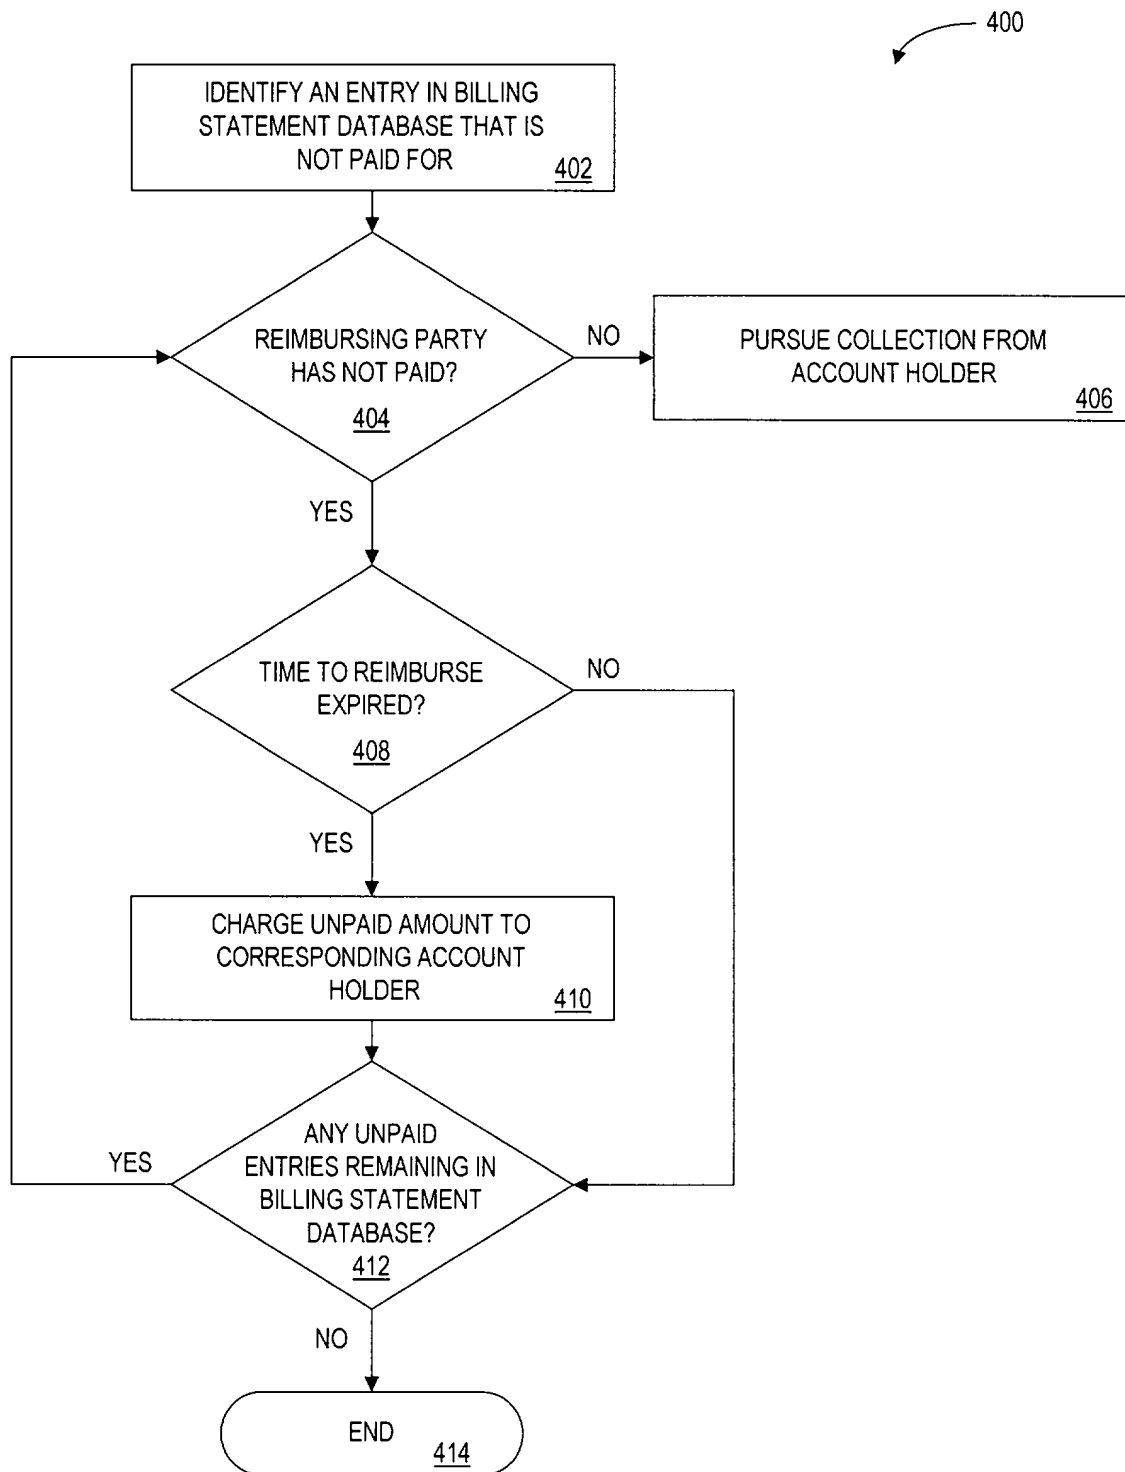 400
IDENTIFY AN ENTRY IN BILLING
STATEMENT DATABASE THAT IS
NOT PAID FOR
402
REIMBURSING PARTY
HAS NOT PAID?
404
NO
PURSUE COLLECTION FROM
ACCOUNT HOLDER
406
YES
TIME TO REIMBURSE
EXPIRED?
408
NO
YES
CHARGE UNPAID AMOUNT TO
CORRESPONDING ACCOUNT
HOLDER
410
ANY UNPAID
ENTRIES REMAINING IN
BILLING STATEMENT
DATABASE?
412
YES
NO
END
414